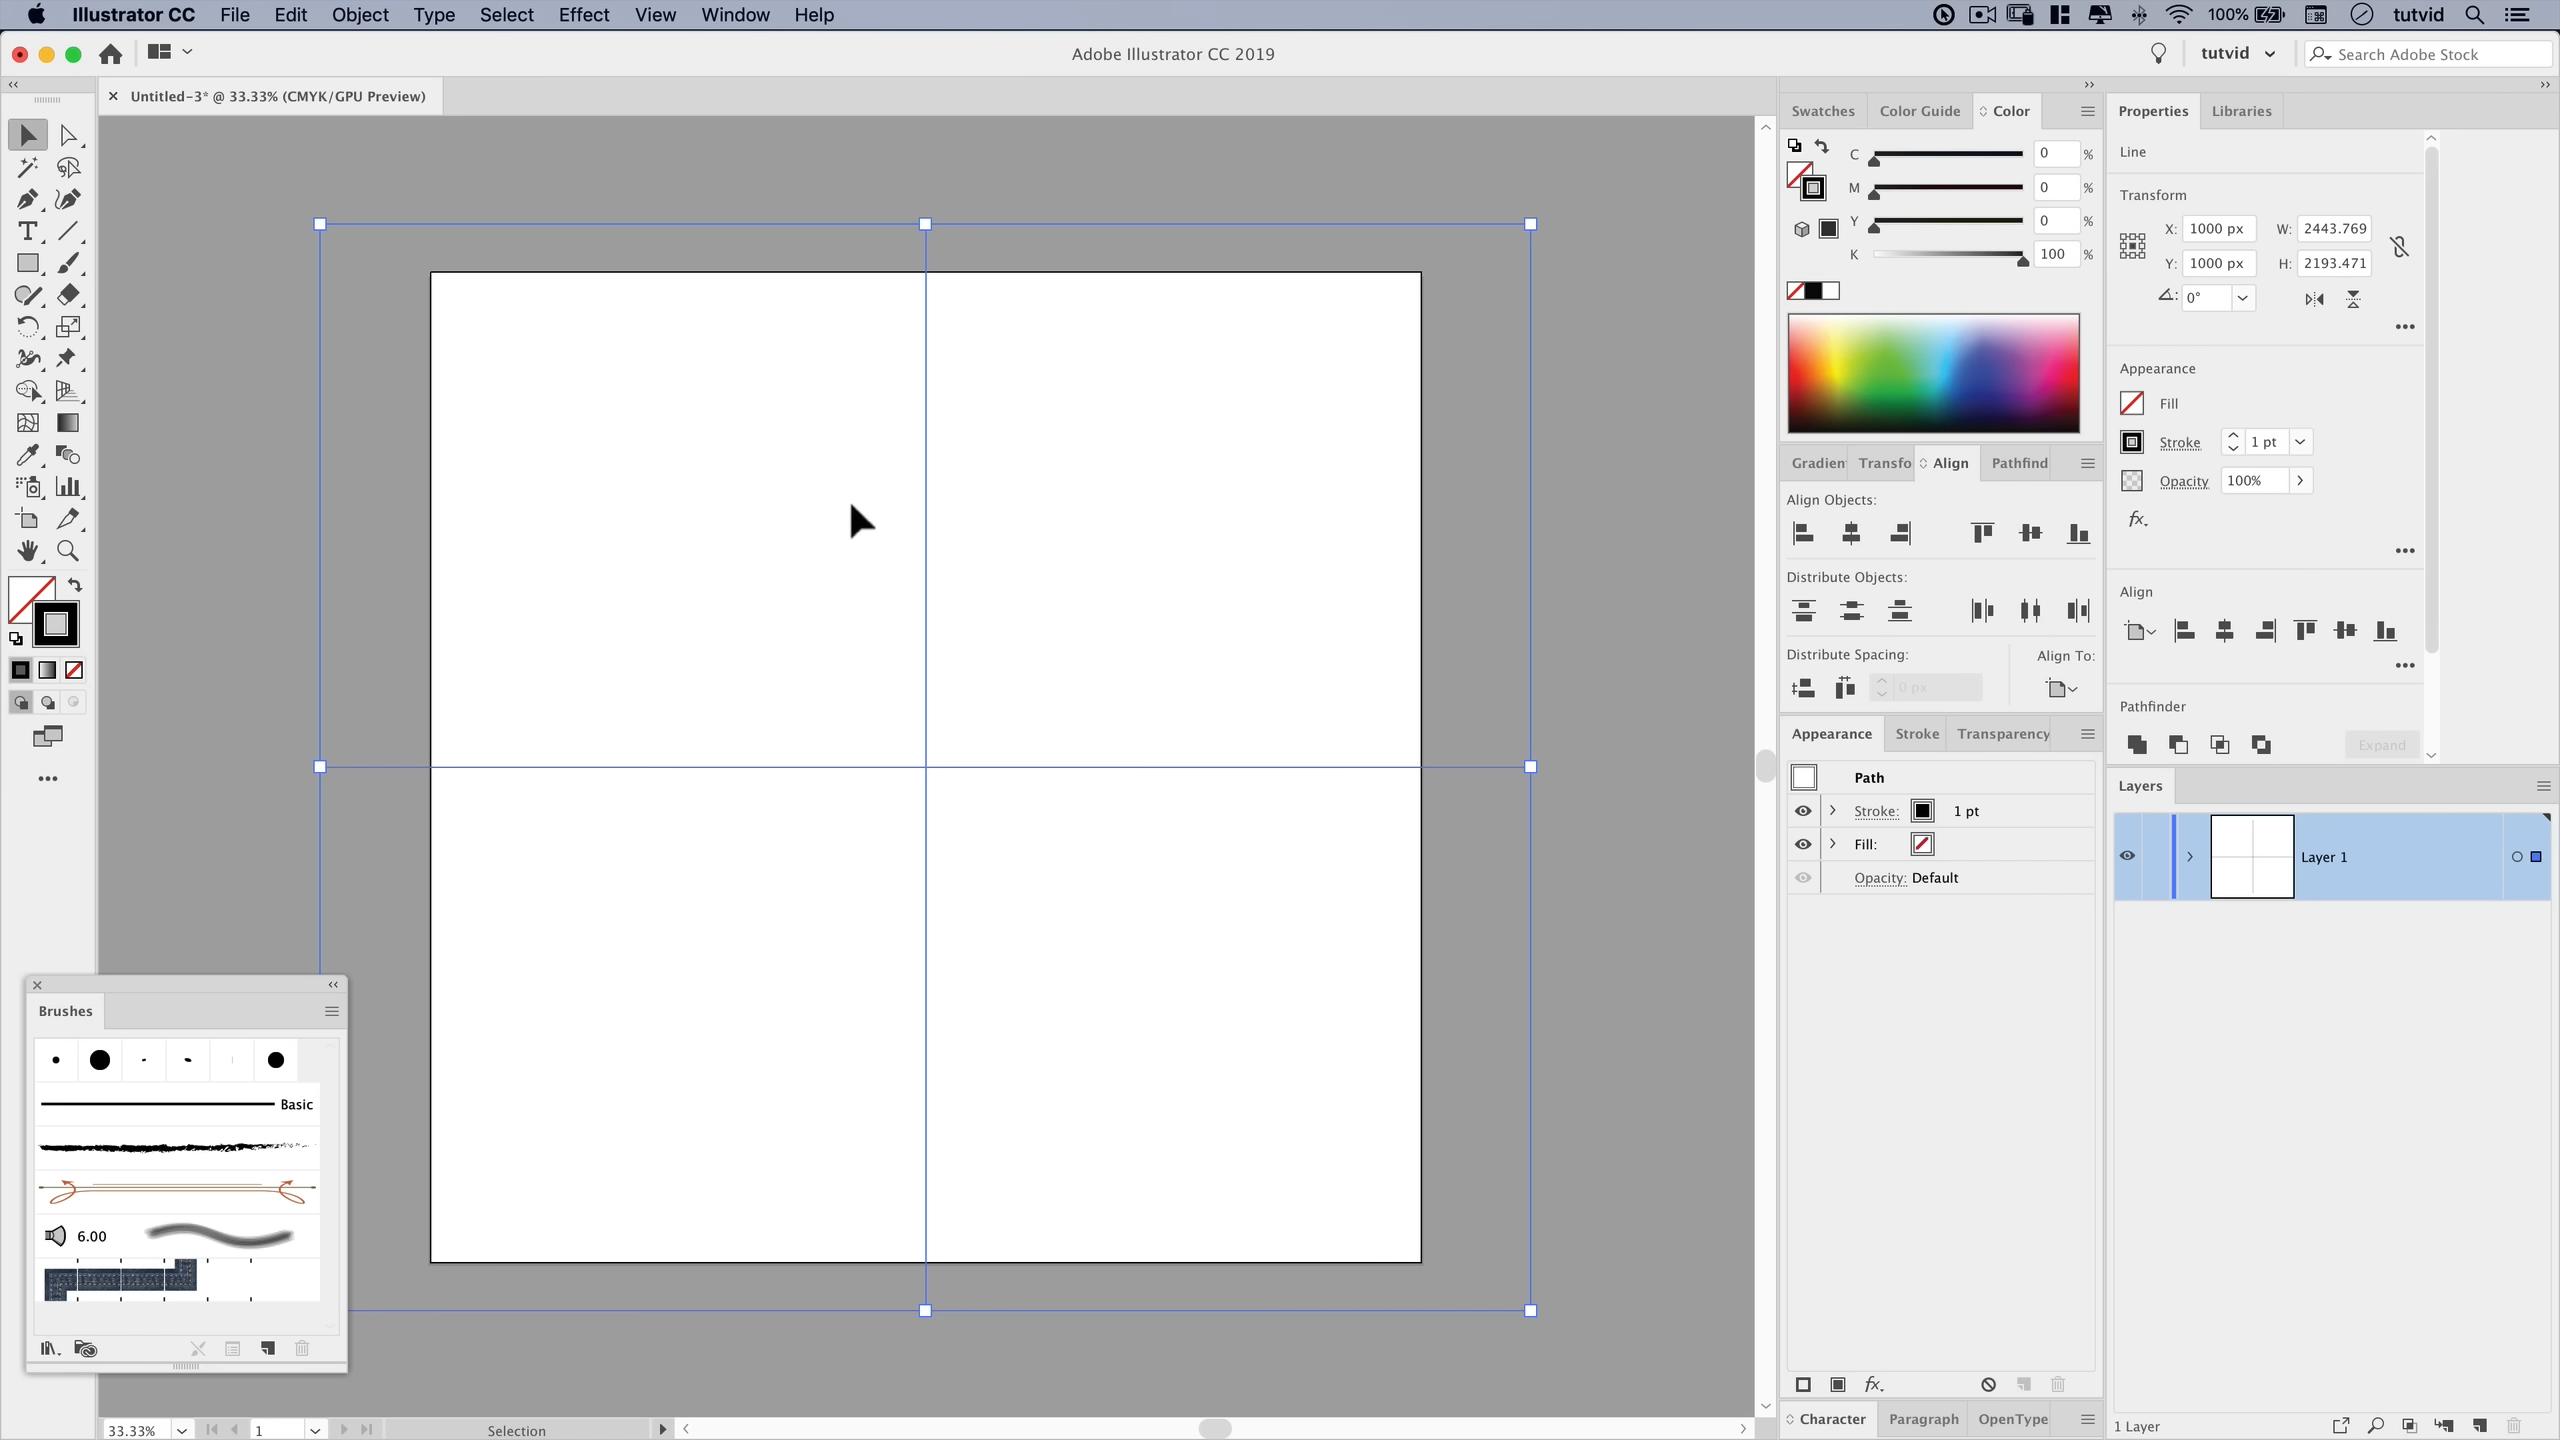 Illustrator CC File Edit Object Type Select Effect View Window Help 100% tutvid
Adobe Illustrator CC 2019 tutvid Search Adobe Stock
Untitled-3* @ 33.33% (CMYK/GPU Preview)
Swatches Color Guide Color
C 0 %
M 0 %
Y 0 %
K 100 %
Gradien Transfo Align Pathfind
Align Objects:
Distribute Objects:
Distribute Spacing: Align To:
0 px
Appearance Stroke Transparency
Path
Stroke: 1 pt
Fill:
Opacity: Default
Character Paragraph OpenType
Properties Libraries
Line
Transform
X: 1000 px W: 2443.769
Y: 1000 px H: 2193.471
0°
Appearance
Fill
Stroke 1 pt
Opacity 100%
fx
Align
Pathfinder
Expand
Layers
Layer 1
1 Layer
Brushes
Basic
6.00
fx
33.33% 1 Selection